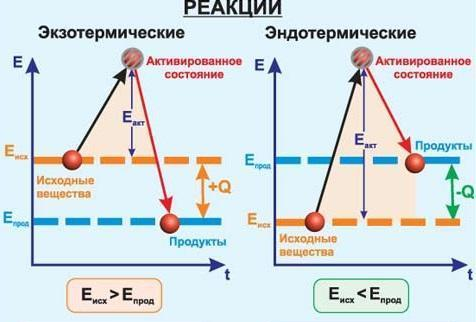 РЕАКЦИИ
Экзотермические
E
Активированное
состояние
Eакт
Eисх
Исходные
вещества
+Q
Eпрод
Продукты
t
Eисх > Eпрод
Эндотермические
E
Активированное
состояние
Eакт
Продукты
Eпрод
-Q
Eисх
Исходные
вещества
t
Eисх < Eпрод